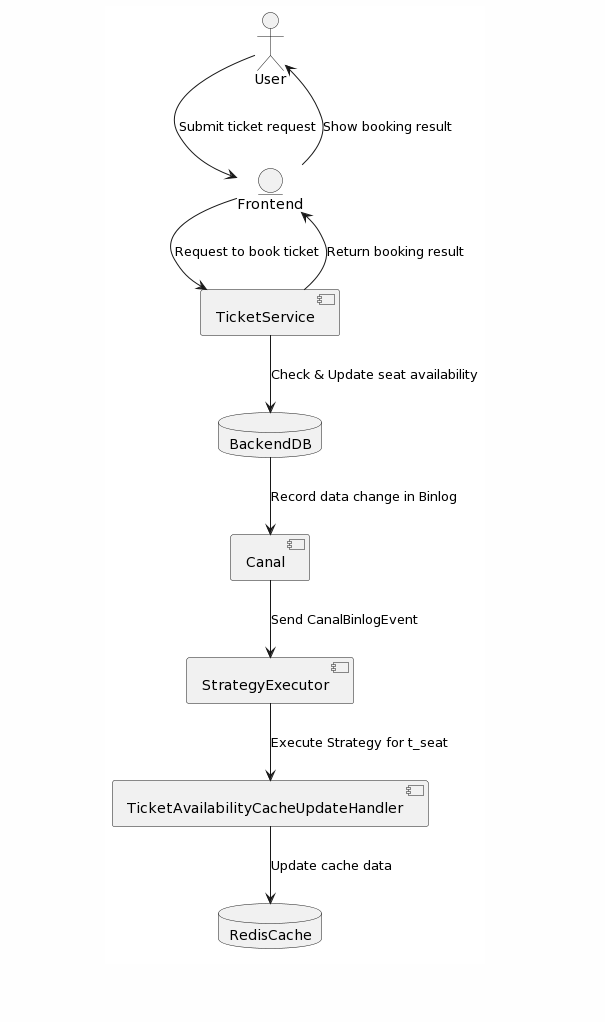 User
Submit ticket request
Show booking result
Frontend
Request to book ticket
Return booking result
TicketService
Check & Update seat availability
BackendDB
Record data change in Binlog
Canal
Send CanalBinlogEvent
StrategyExecutor
Execute Strategy for t_seat
TicketAvailabilityCacheUpdateHandler
Update cache data
RedisCache